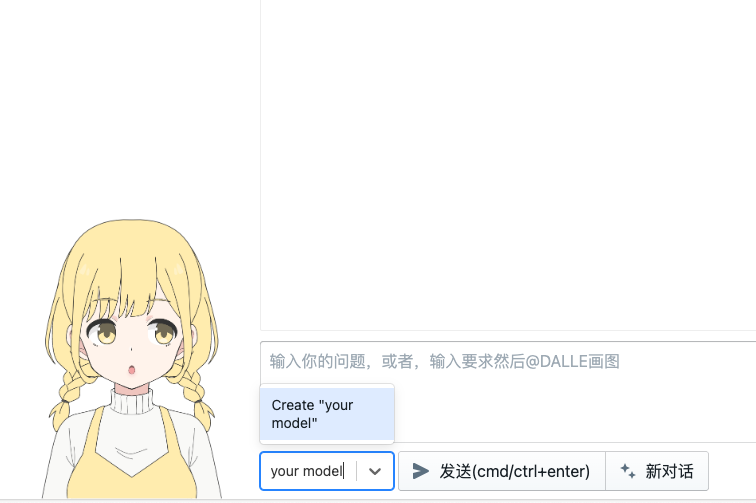 输入你的问题，或者，输入要求然后@DALLE画图
Create "your
model"
your model
发送(cmd/ctrl+enter)
新对话